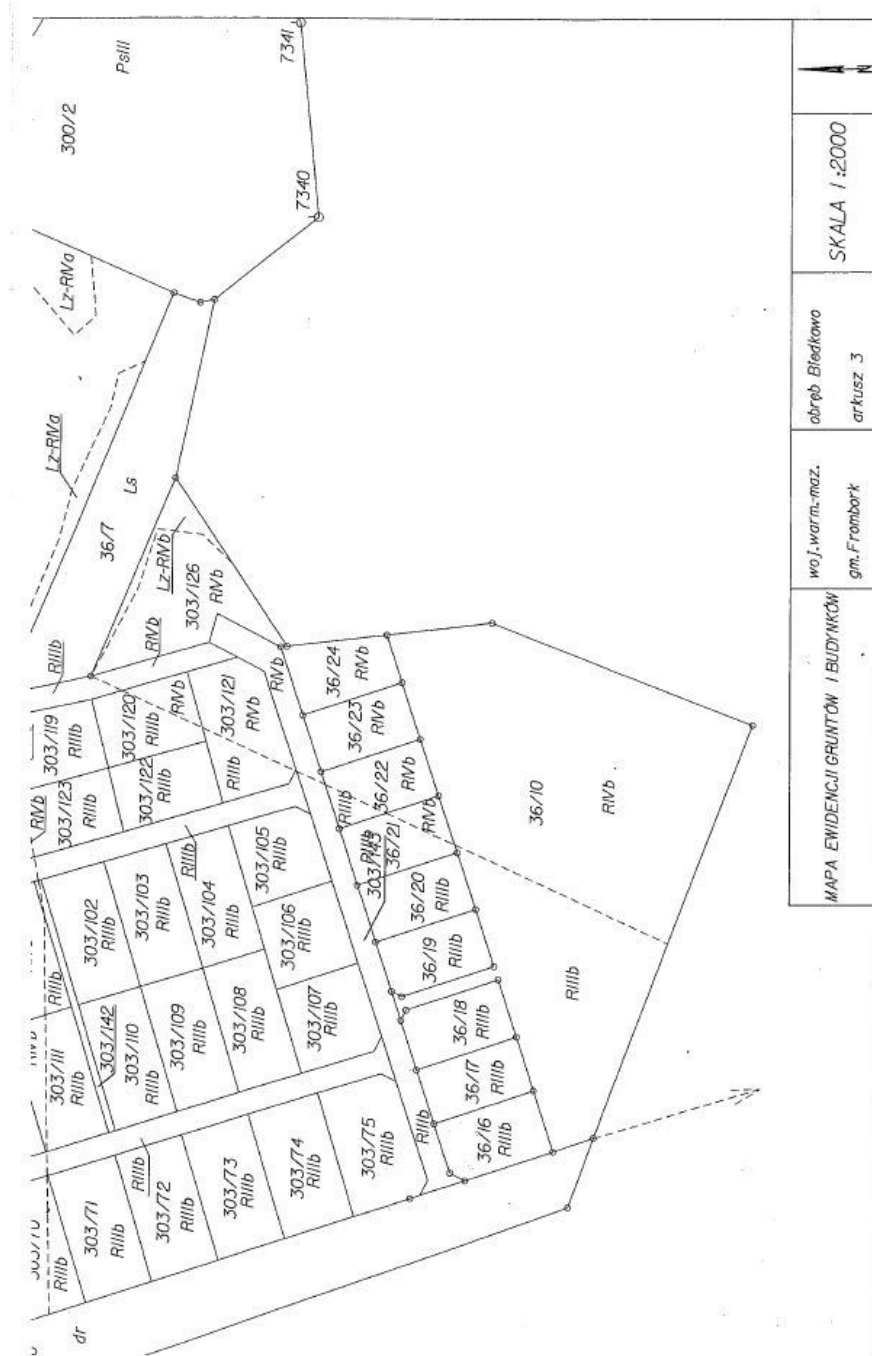 PsIII
300/2
7341
7340
Lz-RIVa
Lz-RIVa
36/7
Ls
Lz-RIVb
303/126
RIVb
RIIIb
RIVb
303/119
RIIIb
303/120
RIIIb
RIVb
303/121
RIVb
RIVb
303/123
RIIIb
303/122
RIIIb
RIIIb
RIVb
36/24
RIVb
36/23
RIVb
36/22
RIVb
RIIIb
RIIIb
36/21
RIVb
303/143
36/20
RIIIb
36/19
RIIIb
36/18
RIIIb
36/17
RIIIb
36/16
RIIIb
RIIIb
36/10
RIVb
RIIIb
RIIIb
303/102
RIIIb
303/103
RIIIb
303/104
RIIIb
303/105
RIIIb
303/106
RIIIb
303/107
RIIIb
303/108
RIIIb
303/109
RIIIb
303/110
RIIIb
303/142
RIIIb
303/111
RIIIb
RIIIb
303/71
RIIIb
303/72
RIIIb
303/73
RIIIb
303/74
RIIIb
303/75
RIIIb
RIIIb
dr
MAPA EWIDENCJI GRUNTÓW I BUDYNKÓW
woj.warm.-maz.
gm.Frombork
obręb Biedkowo
arkusz 3
SKALA 1:2000
N